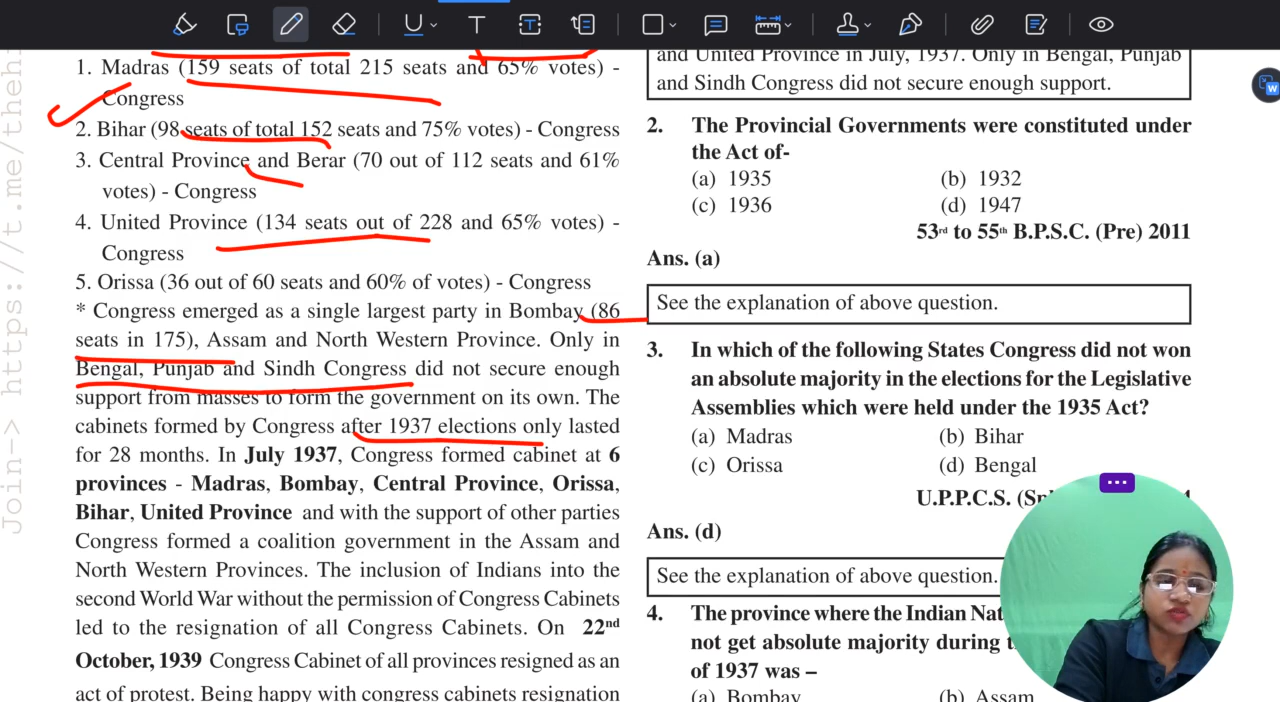 Join-> https://t.me/thehi
1. Madras (159 seats of total 215 seats and 65% votes) -
Congress
2. Bihar (98 seats of total 152 seats and 75% votes) - Congress
3. Central Province and Berar (70 out of 112 seats and 61%
votes) - Congress
4. United Province (134 seats out of 228 and 65% votes) -
Congress
5. Orissa (36 out of 60 seats and 60% of votes) - Congress
* Congress emerged as a single largest party in Bombay (86
seats in 175), Assam and North Western Province. Only in
Bengal, Punjab and Sindh Congress did not secure enough
support from masses to form the government on its own. The
cabinets formed by Congress after 1937 elections only lasted
for 28 months. In July 1937, Congress formed cabinet at 6
provinces - Madras, Bombay, Central Province, Orissa,
Bihar, United Province and with the support of other parties
Congress formed a coalition government in the Assam and
North Western Provinces. The inclusion of Indians into the
second World War without the permission of Congress Cabinets
led to the resignation of all Congress Cabinets. On 22nd
October, 1939 Congress Cabinet of all provinces resigned as an
act of protest. Being happy with congress cabinets resignation
and United Province in July, 1937. Only in Bengal, Punjab
and Sindh Congress did not secure enough support.
2. The Provincial Governments were constituted under
the Act of-
(a) 1935 (b) 1932
(c) 1936 (d) 1947
53rd to 55th B.P.S.C. (Pre) 2011
Ans. (a)
See the explanation of above question.
3. In which of the following States Congress did not won
an absolute majority in the elections for the Legislative
Assemblies which were held under the 1935 Act?
(a) Madras (b) Bihar
(c) Orissa (d) Bengal
U.P.P.C.S.
Ans. (d)
See the explanation of above question.
4. The province where the Indian
not get absolute majority during
of 1937 was –
(a) Bombay (b) Assam